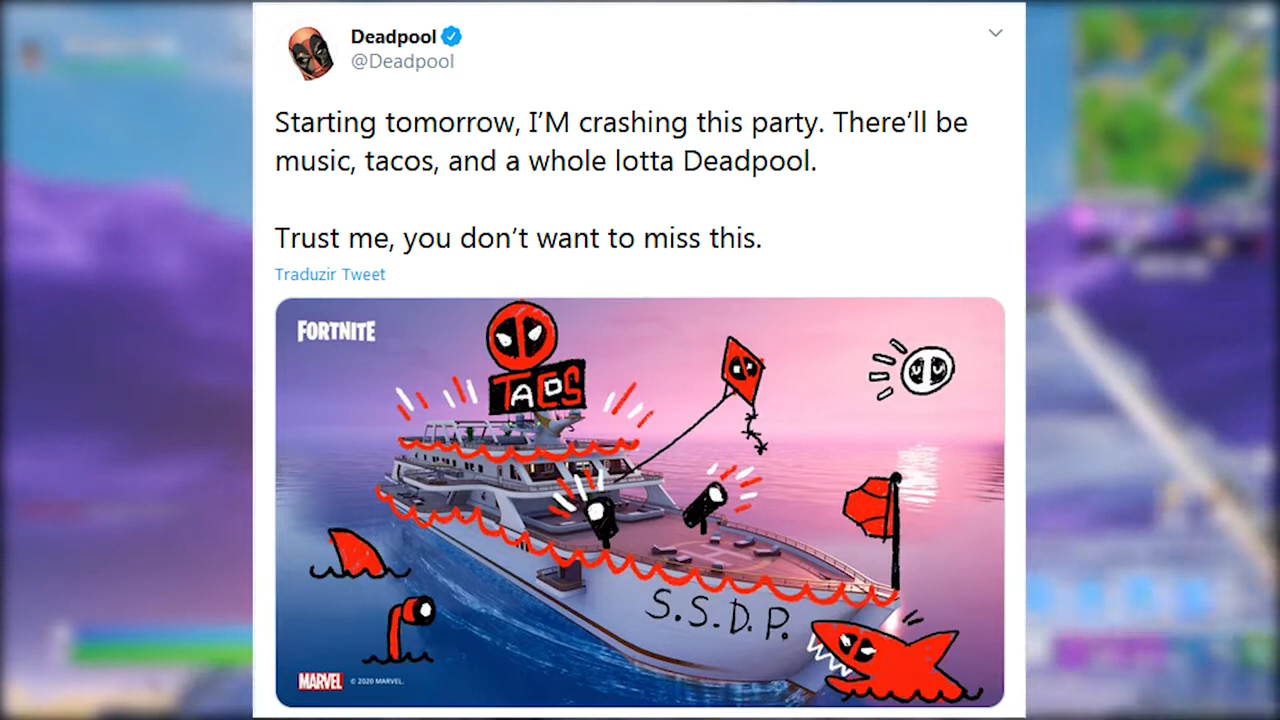 Deadpool
@Deadpool
Starting tomorrow, I’M crashing this party. There’ll be
music, tacos, and a whole lotta Deadpool.
Trust me, you don’t want to miss this.
Traduzir Tweet
FORTNITE
TACOS
H
S.S.D.P.
MARVEL © 2020 MARVEL.